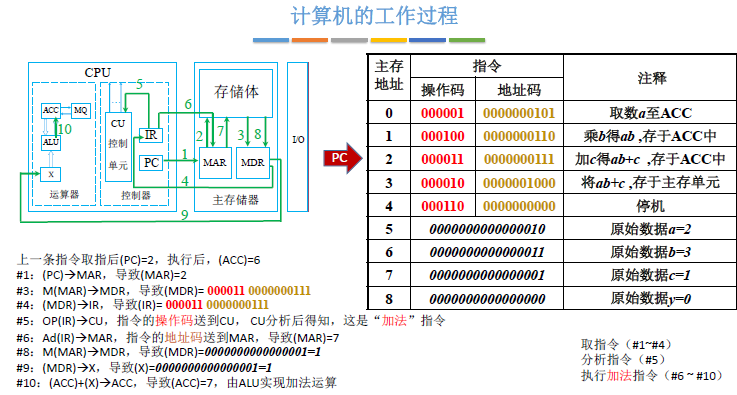 计算机的工作过程
CPU
ACC
MQ
10
ALU
X
运算器
5
CU
控制
单元
IR
PC
控制器
6
1
4
9
存储体
2
7
3
8
MAR
MDR
主存储器
I/O
PC
主存地址 指令 注释
操作码 地址码
0 000001 0000000101 取数a至ACC
1 000100 0000000110 乘b得ab ,存于ACC中
2 000011 0000000111 加c得ab+c ,存于ACC中
3 000010 0000001000 将ab+c ,存于主存单元
4 000110 0000000000 停机
5 0000000000000010 原始数据a=2
6 0000000000000011 原始数据b=3
7 0000000000000001 原始数据c=1
8 0000000000000000 原始数据y=0
上一条指令取指后(PC)=2，执行后，(ACC)=6
#1：(PC)→MAR，导致(MAR)=2
#3：M(MAR)→MDR，导致(MDR)= 000011 0000000111
#4：(MDR)→IR，导致(IR)= 000011 0000000111
#5：OP(IR)→CU，指令的操作码送到CU，CU分析后得知，这是“加法”指令
#6：Ad(IR)→MAR，指令的地址码送到MAR，导致(MAR)=7
#8：M(MAR)→MDR，导致(MDR)=0000000000000001=1
#9：(MDR)→X，导致(X)=0000000000000001=1
#10：(ACC)+(X)→ACC，导致(ACC)=7，由ALU实现加法运算
取指令（#1~#4）
分析指令（#5）
执行加法指令（#6～#10）